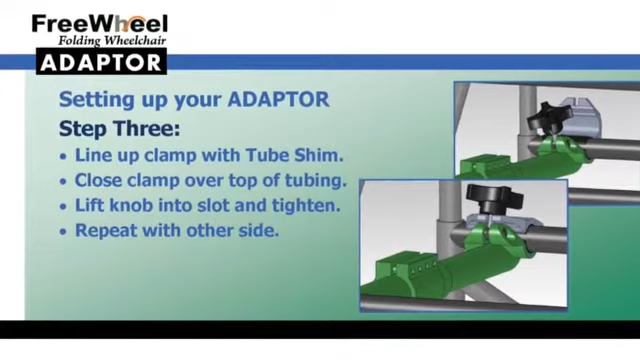 FreeWheel
Folding Wheelchair
ADAPTOR
Setting up your ADAPTOR
Step Three:
• Line up clamp with Tube Shim.
• Close clamp over top of tubing.
• Lift knob into slot and tighten.
• Repeat with other side.